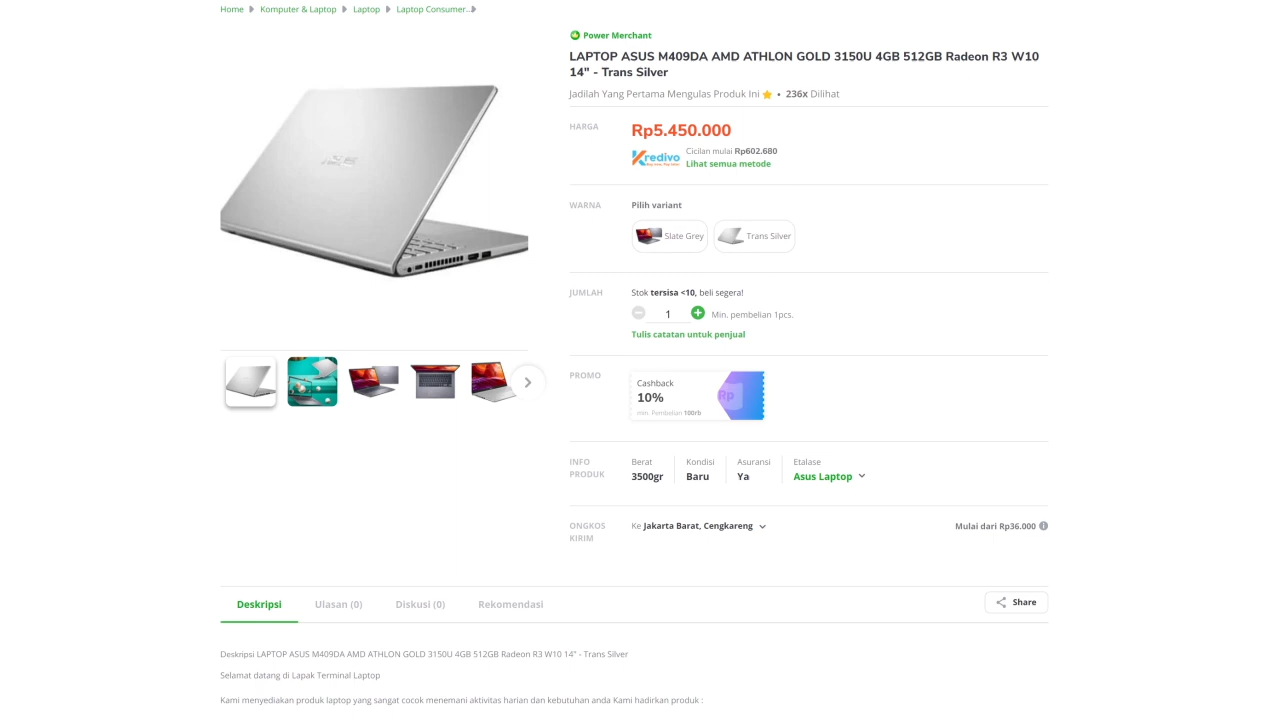 Home Komputer & Laptop Laptop Laptop Consumer...
Power Merchant
LAPTOP ASUS M409DA AMD ATHLON GOLD 3150U 4GB 512GB Radeon R3 W10
14" - Trans Silver
Jadilah Yang Pertama Mengulas Produk Ini • 236x Dilihat
HARGA
Rp5.450.000
Kredivo
Cicilan mulai Rp602.680
Lihat semua metode
WARNA
Pilih variant
Slate Grey
Trans Silver
JUMLAH
Stok tersisa <10, beli segera!
1
Min. pembelian 1pcs.
Tulis catatan untuk penjual
PROMO
Cashback
10%
min. Pembelian 100rb
Rp
INFO
PRODUK
Berat
3500gr
Kondisi
Baru
Asuransi
Ya
Etalase
Asus Laptop
ONGKOS
KIRIM
Ke Jakarta Barat, Cengkareng
Mulai dari Rp36.000
Deskripsi
Ulasan (0)
Diskusi (0)
Rekomendasi
Share
Deskripsi LAPTOP ASUS M409DA AMD ATHLON GOLD 3150U 4GB 512GB Radeon R3 W10 14" - Trans Silver
Selamat datang di Lapak Terminal Laptop
Kami menyediakan produk laptop yang sangat cocok menemani aktivitas harian dan kebutuhan anda Kami hadirkan produk :